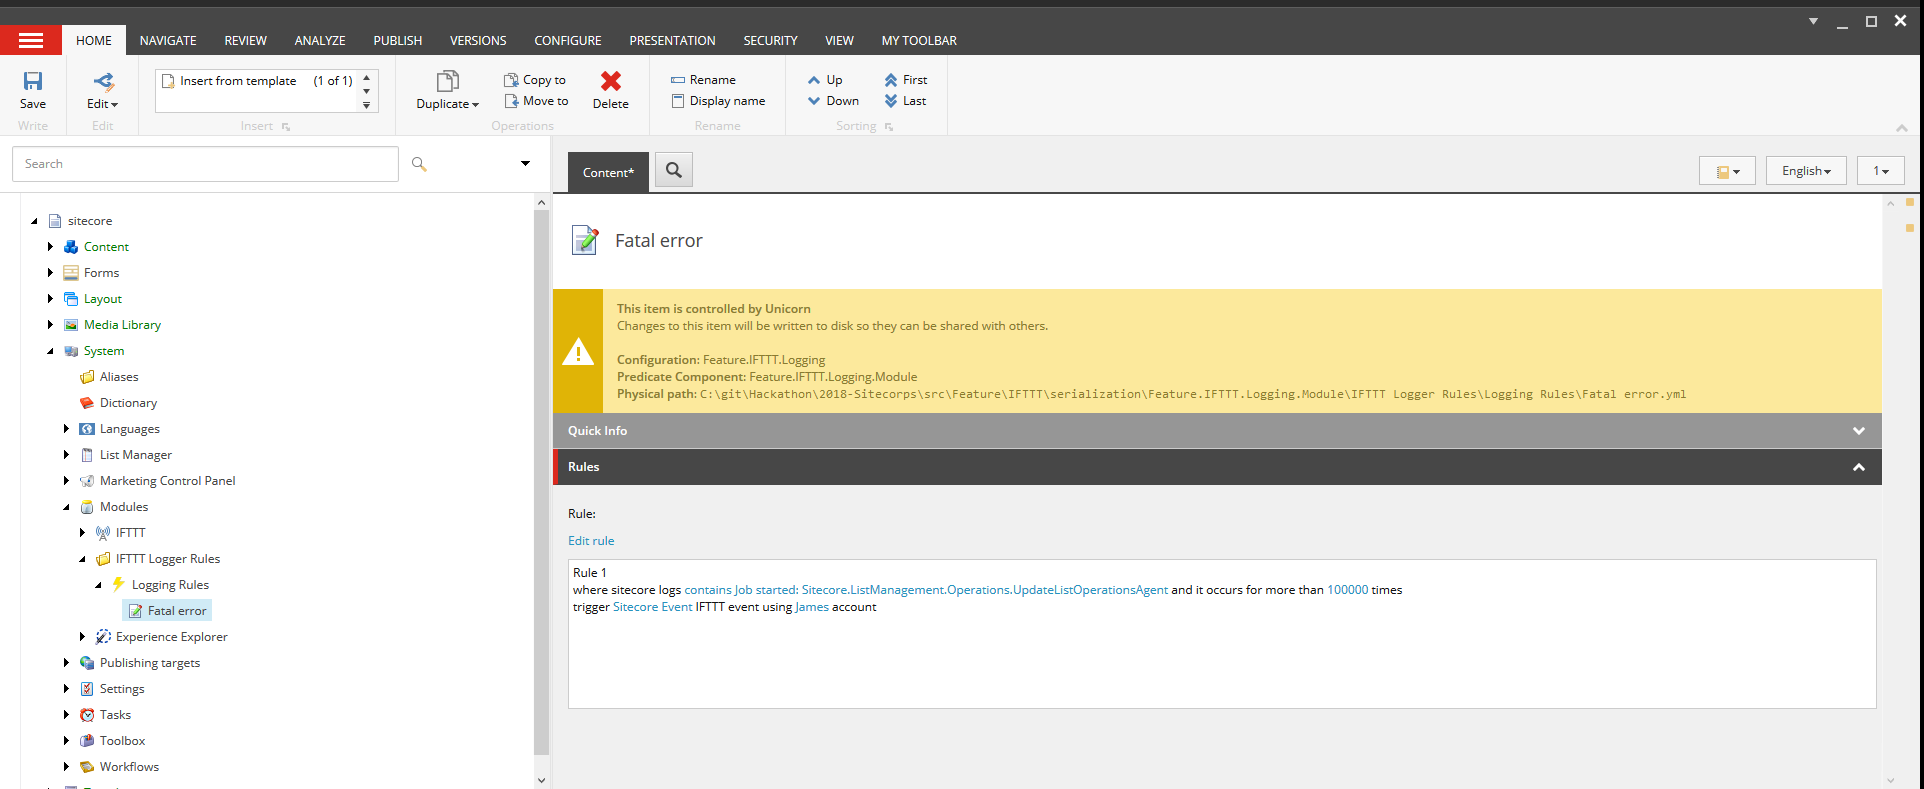 HOME NAVIGATE REVIEW ANALYZE PUBLISH VERSIONS CONFIGURE PRESENTATION SECURITY VIEW MY TOOLBAR
Save
Write
Edit
Edit
Insert from template (1 of 1)
Insert
Duplicate
Copy to
Move to
Delete
Operations
Rename
Display name
Rename
Up
Down
First
Last
Sorting
Search
sitecore
Content
Forms
Layout
Media Library
System
Aliases
Dictionary
Languages
List Manager
Marketing Control Panel
Modules
IFTTT
IFTTT Logger Rules
Logging Rules
Fatal error
Experience Explorer
Publishing targets
Settings
Tasks
Toolbox
Workflows
Content*
English
1
Fatal error
This item is controlled by Unicorn
Changes to this item will be written to disk so they can be shared with others.
Configuration: Feature.IFTTT.Logging
Predicate Component: Feature.IFTTT.Logging.Module
Physical path: C:\git\Hackathon\2018-Sitecorps\src\Feature\IFTTT\serialization\Feature.IFTTT.Logging.Module\IFTTT Logger Rules\Logging Rules\Fatal error.yml
Quick Info
Rules
Rule:
Edit rule
Rule 1
where sitecore logs contains Job started: Sitecore.ListManagement.Operations.UpdateListOperationsAgent and it occurs for more than 100000 times
trigger Sitecore Event IFTTT event using James account